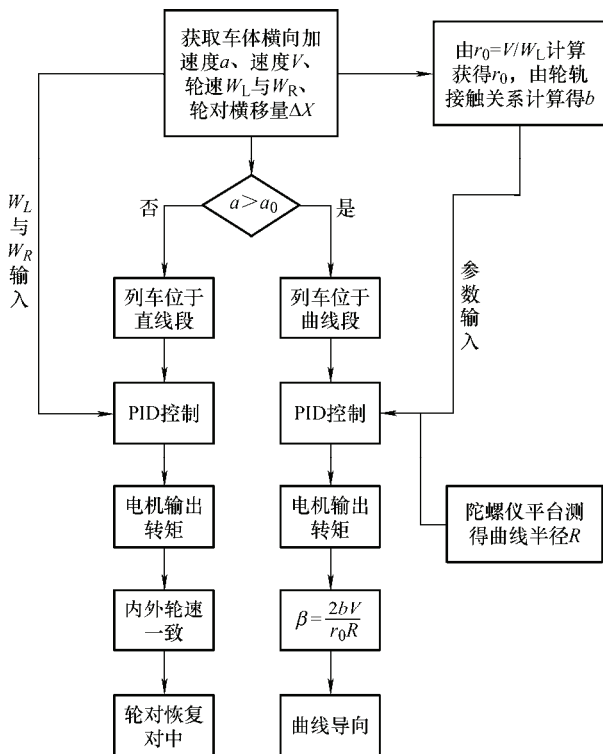 获取车体横向加
速度a、速度V、
轮速W_L与W_R、
轮对横移量ΔX
由r_0=V/W_L计算
获得r_0，由轮轨
接触关系计算得b
a＞a_0
否
是
W_L
与
W_R
输
入
参
数
输
入
列车位于
直线段
列车位于
曲线段
PID控制
PID控制
电机输出
转矩
电机输出
转矩
陀螺仪平台测
得曲线半径R
内外轮速
一致
β=2bV/r_0R
轮对恢复
对中
曲线导向